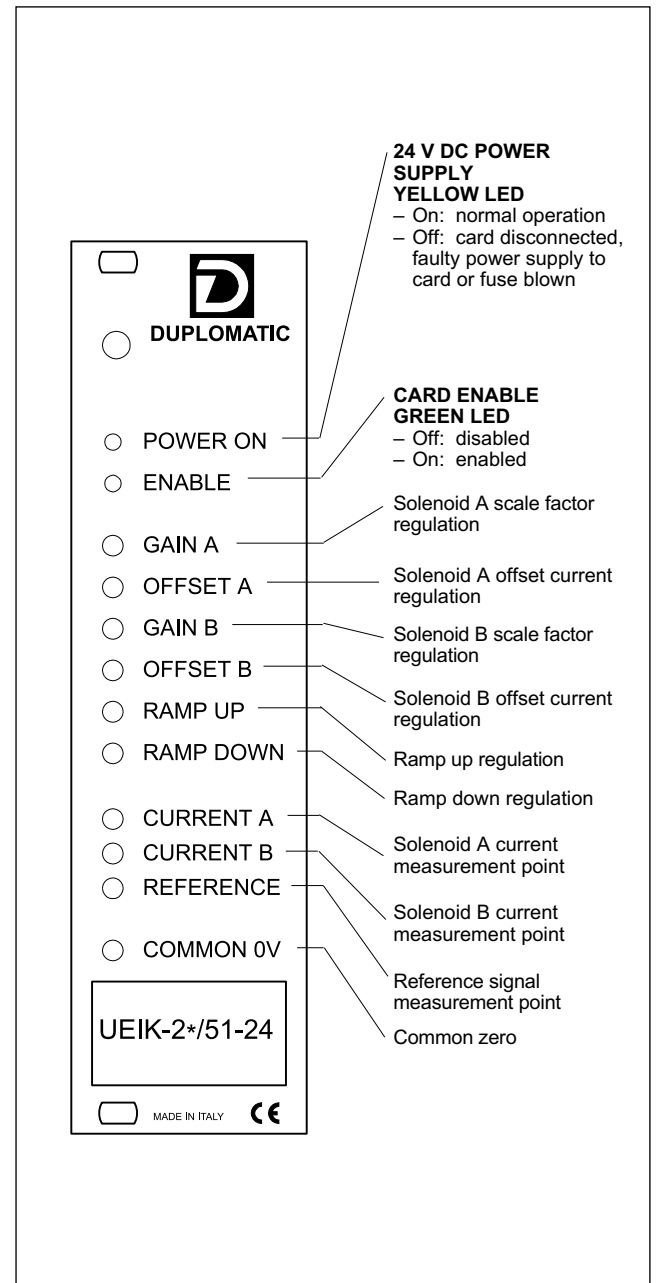 24 V DC POWER
SUPPLY
YELLOW LED
– On: normal operation
– Off: card disconnected,
faulty power supply to
card or fuse blown
DUPLOMATIC
CARD ENABLE
GREEN LED
– Off: disabled
– On: enabled
POWER ON
ENABLE
Solenoid A scale factor
regulation
GAIN A
Solenoid A offset current
regulation
OFFSET A
GAIN B
Solenoid B scale factor
regulation
OFFSET B
Solenoid B offset current
regulation
RAMP UP
Ramp up regulation
RAMP DOWN
Ramp down regulation
CURRENT A
Solenoid A current
measurement point
CURRENT B
REFERENCE
Solenoid B current
measurement point
COMMON 0V
Reference signal
measurement point
UEIK-2*/51-24
Common zero
MADE IN ITALY CE